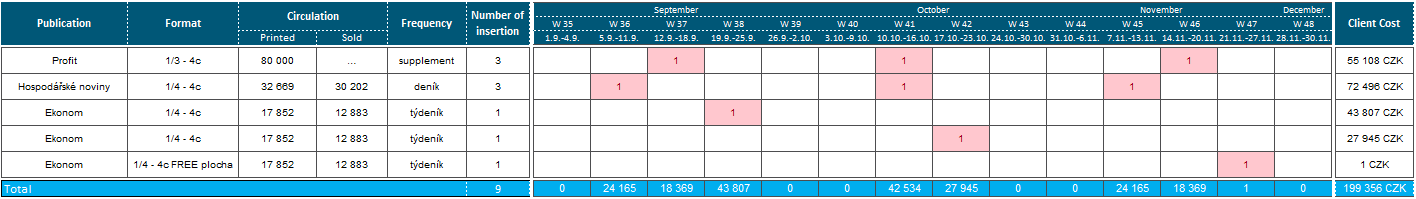 Publication Format Circulation Frequency Number of insertion September October November December Client Cost
Printed Sold W 35 W 36 W 37 W 38 W 39 W 40 W 41 W 42 W 43 W 44 W 45 W 46 W 47 W 48
1.9.-4.9. 5.9.-11.9. 12.9.-18.9. 19.9.-25.9. 26.9.-2.10. 3.10.-9.10. 10.10.-16.10. 17.10.-23.10. 24.10.-30.10. 31.10.-6.11. 7.11.-13.11. 14.11.-20.11. 21.11.-27.11. 28.11.-30.11.
Profit 1/3 - 4c 80 000 ... supplement 3 1 1 1 55 108 CZK
Hospodářské noviny 1/4 - 4c 32 669 30 202 deník 3 1 1 1 72 496 CZK
Ekonom 1/4 - 4c 17 852 12 883 týdeník 1 1 43 807 CZK
Ekonom 1/4 - 4c 17 852 12 883 týdeník 1 1 27 945 CZK
Ekonom 1/4 - 4c FREE plocha 17 852 12 883 týdeník 1 1 1 CZK
Total 9 0 24 165 18 369 43 807 0 0 42 534 27 945 0 0 24 165 18 369 1 0 199 356 CZK